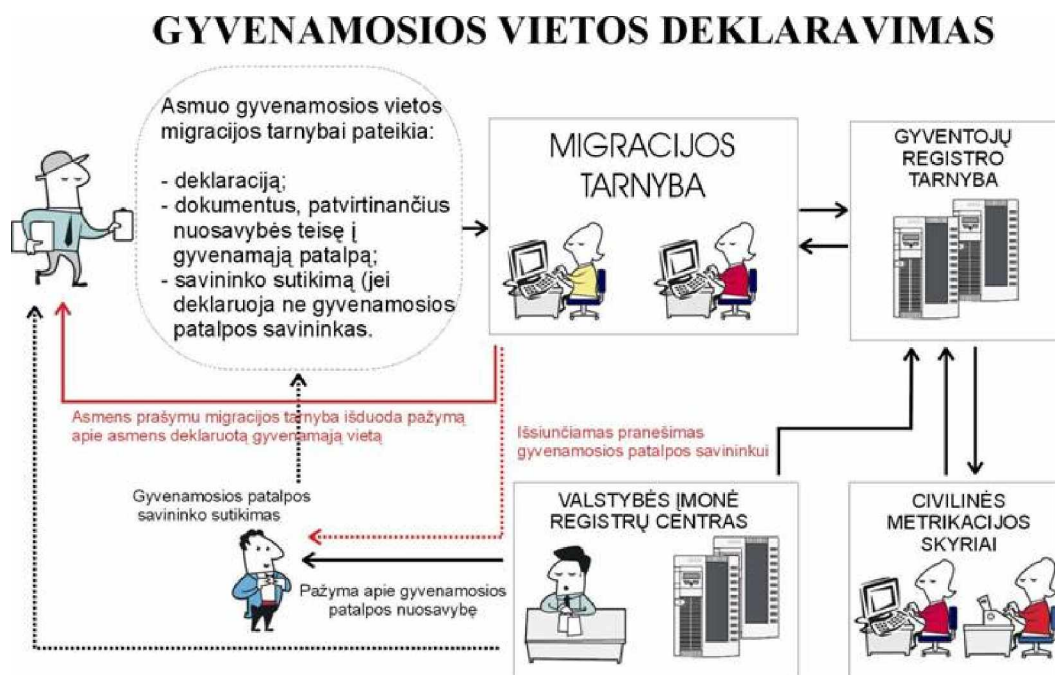 GYVENAMOSIOS VIETOS DEKLARAVIMAS
Asmuo gyvenamosios vietos
migracijos tarnybai pateikia:
- deklaraciją;
- dokumentus, patvirtinančius
nuosavybės teisę į
gyvenamąją patalpą;
- savininko sutikimą (jei
deklaruoja ne gyvenamosios
patalpos savininkas.
MIGRACIJOS
TARNYBA
GYVENTOJŲ
REGISTRO
TARNYBA
Asmens prašymu migracijos tarnyba išduoda pažymą
apie asmens deklaruotą gyvenamają vietą
Išsiunčiamas pranešimas
gyvenamosios patalpos savininkui
Gyvenamosios patalpos
savininko sutikimas
Pažyma apie gyvenamosios
patalpos nuosavybę
VALSTYBĖS ĮMONĖ
REGISTRŲ CENTRAS
CIVILINĖS
METRIKACIJOS
SKYRIAI